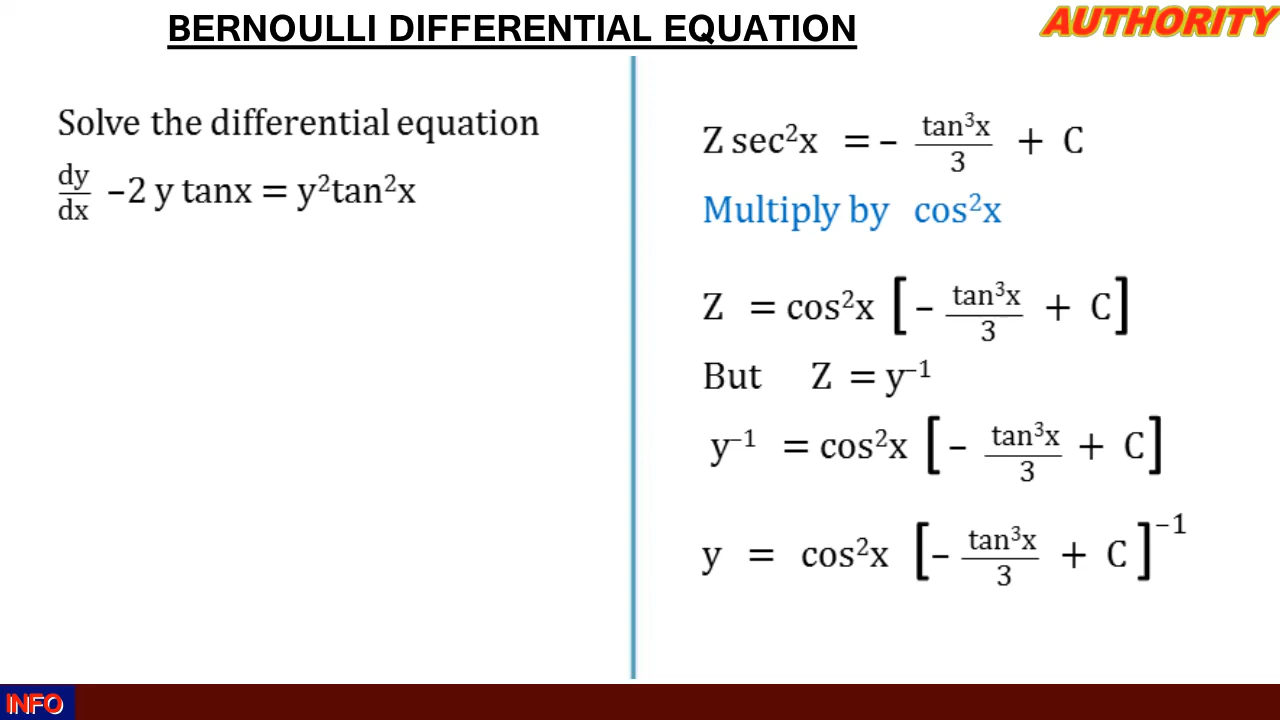 BERNOULLI DIFFERENTIAL EQUATION
AUTHORITY
Solve the differential equation
dy/dx –2 y tanx = y²tan²x
Z sec²x = – tan³x/3 + C
Multiply by cos²x
Z = cos²x [– tan³x/3 + C]
But Z = y⁻¹
y⁻¹ = cos²x [– tan³x/3 + C]
y = cos²x [– tan³x/3 + C]⁻¹
INFO